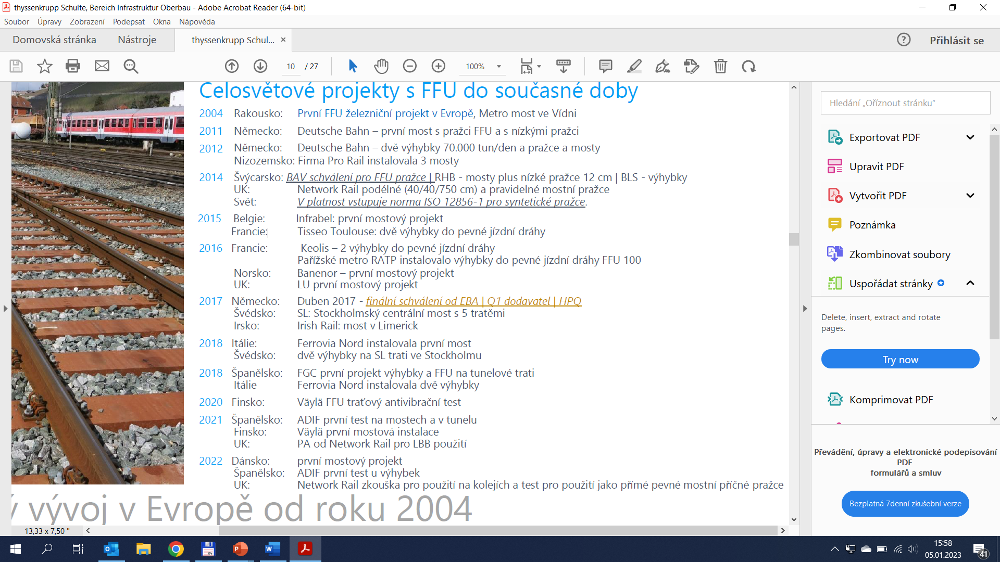 thyssenkrupp Schulte, Bereich Infrastruktur Oberbau - Adobe Acrobat Reader (64-bit)
Soubor Úpravy Zobrazení Podepsat Okna Nápověda
Domovská stránka Nástroje thyssenkrupp Schul... × Přihlásit se
10 / 27 100%
Celosvětové projekty s FFU do současné doby
2004 Rakousko: První FFU železniční projekt v Evropě, Metro most ve Vídni
2011 Německo: Deutsche Bahn – první most s pražci FFU a s nízkými pražci
2012 Německo: Deutsche Bahn – dvě výhybky 70.000 tun/den a pražce a mosty
Nizozemsko: Firma Pro Rail instalovala 3 mosty
2014 Švýcarsko: BAV schválení pro FFU pražce | RHB - mosty plus nízké pražce 12 cm | BLS - výhybky
UK: Network Rail podélné (40/40/750 cm) a pravidelné mostní pražce
Svět: V platnost vstupuje norma ISO 12856-1 pro syntetické pražce.
2015 Belgie: Infrabel: první mostový projekt
Francie: Tisseo Toulouse: dvě výhybky do pevné jízdní dráhy
2016 Francie: Keolis – 2 výhybky do pevné jízdní dráhy
Pařížské metro RATP instalovalo výhybky do pevné jízdní dráhy FFU 100
Norsko: Banenor – první mostový projekt
UK: LU první mostový projekt
2017 Německo: Duben 2017 - finální schválení od EBA | Q1 dodavatel | HPQ
Švédsko: SL: Stockholmský centrální most s 5 tratěmi
Irsko: Irish Rail: most v Limerick
2018 Itálie: Ferrovia Nord instalovala první most
Švédsko: dvě výhybky na SL trati ve Stockholmu
2018 Španělsko: FGC první projekt výhybky a FFU na tunelové trati
Itálie Ferrovia Nord instalovala dvě výhybky
2020 Finsko: Väylä FFU traťový antivibrační test
2021 Španělsko: ADIF první test na mostech a v tunelu
Finsko: Väylä první mostová instalace
UK: PA od Network Rail pro LBB použití
2022 Dánsko: první mostový projekt
Španělsko: ADIF první test u výhybek
UK: Network Rail zkouška pro použití na kolejích a test pro použití jako přímé pevné mostní příčné pražce
ý vývoj v Evropě od roku 2004
13,33 x 7,50 "
Hledání „Oříznout stránku“
Exportovat PDF
Upravit PDF
Vytvořit PDF
Poznámka
Zkombinovat soubory
Uspořádat stránky
Delete, insert, extract and rotate
pages.
Try now
Komprimovat PDF
Převádění, úpravy a elektronické podepisování
PDF
formulářů a smluv
Bezplatná 7denní zkušební verze
15:58
05.01.2023
41